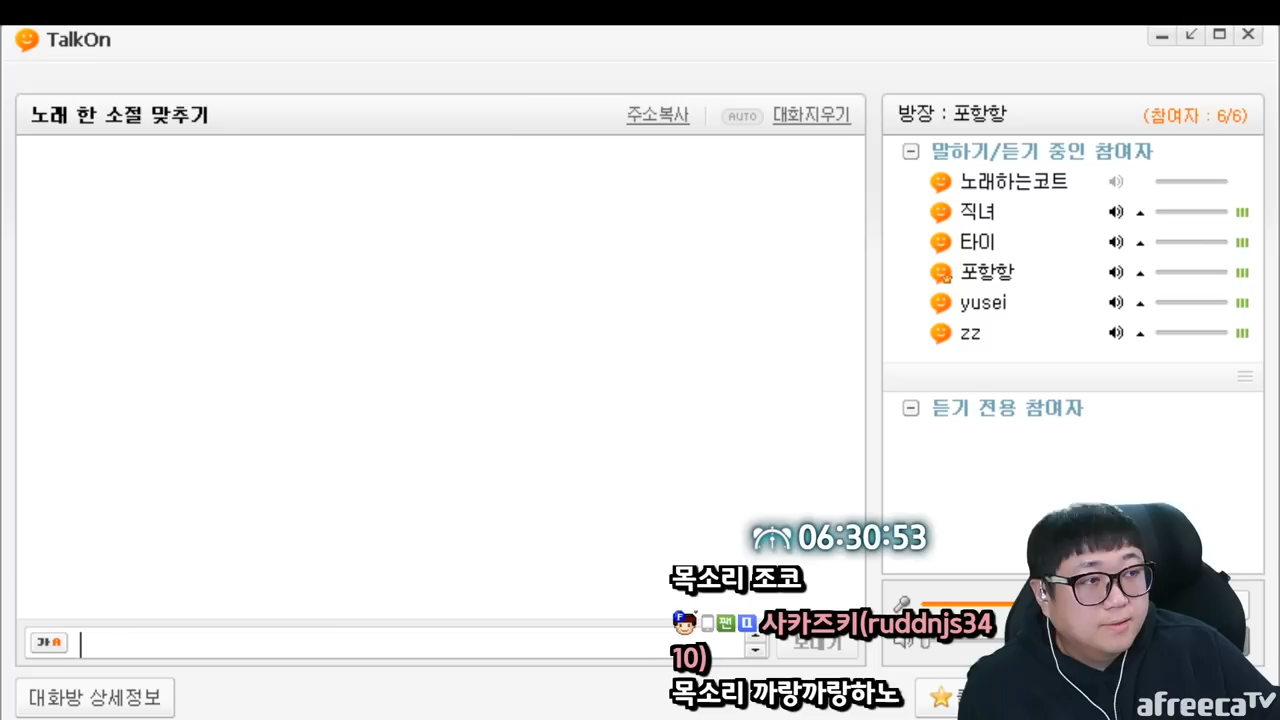 TalkOn
노래 한 소절 맞추기
주소복사
AUTO
대화지우기
방장 : 포항항
(참여자 : 6/6)
말하기/듣기 중인 참여자
노래하는코트
직녀
타이
포항항
yusei
zz
듣기 전용 참여자
06:30:53
목소리 조코
팬
사카즈키(ruddnjs34
10)
목소리 까랑까랑하노
가A
보내기
대화방 상세정보
afreecaTV